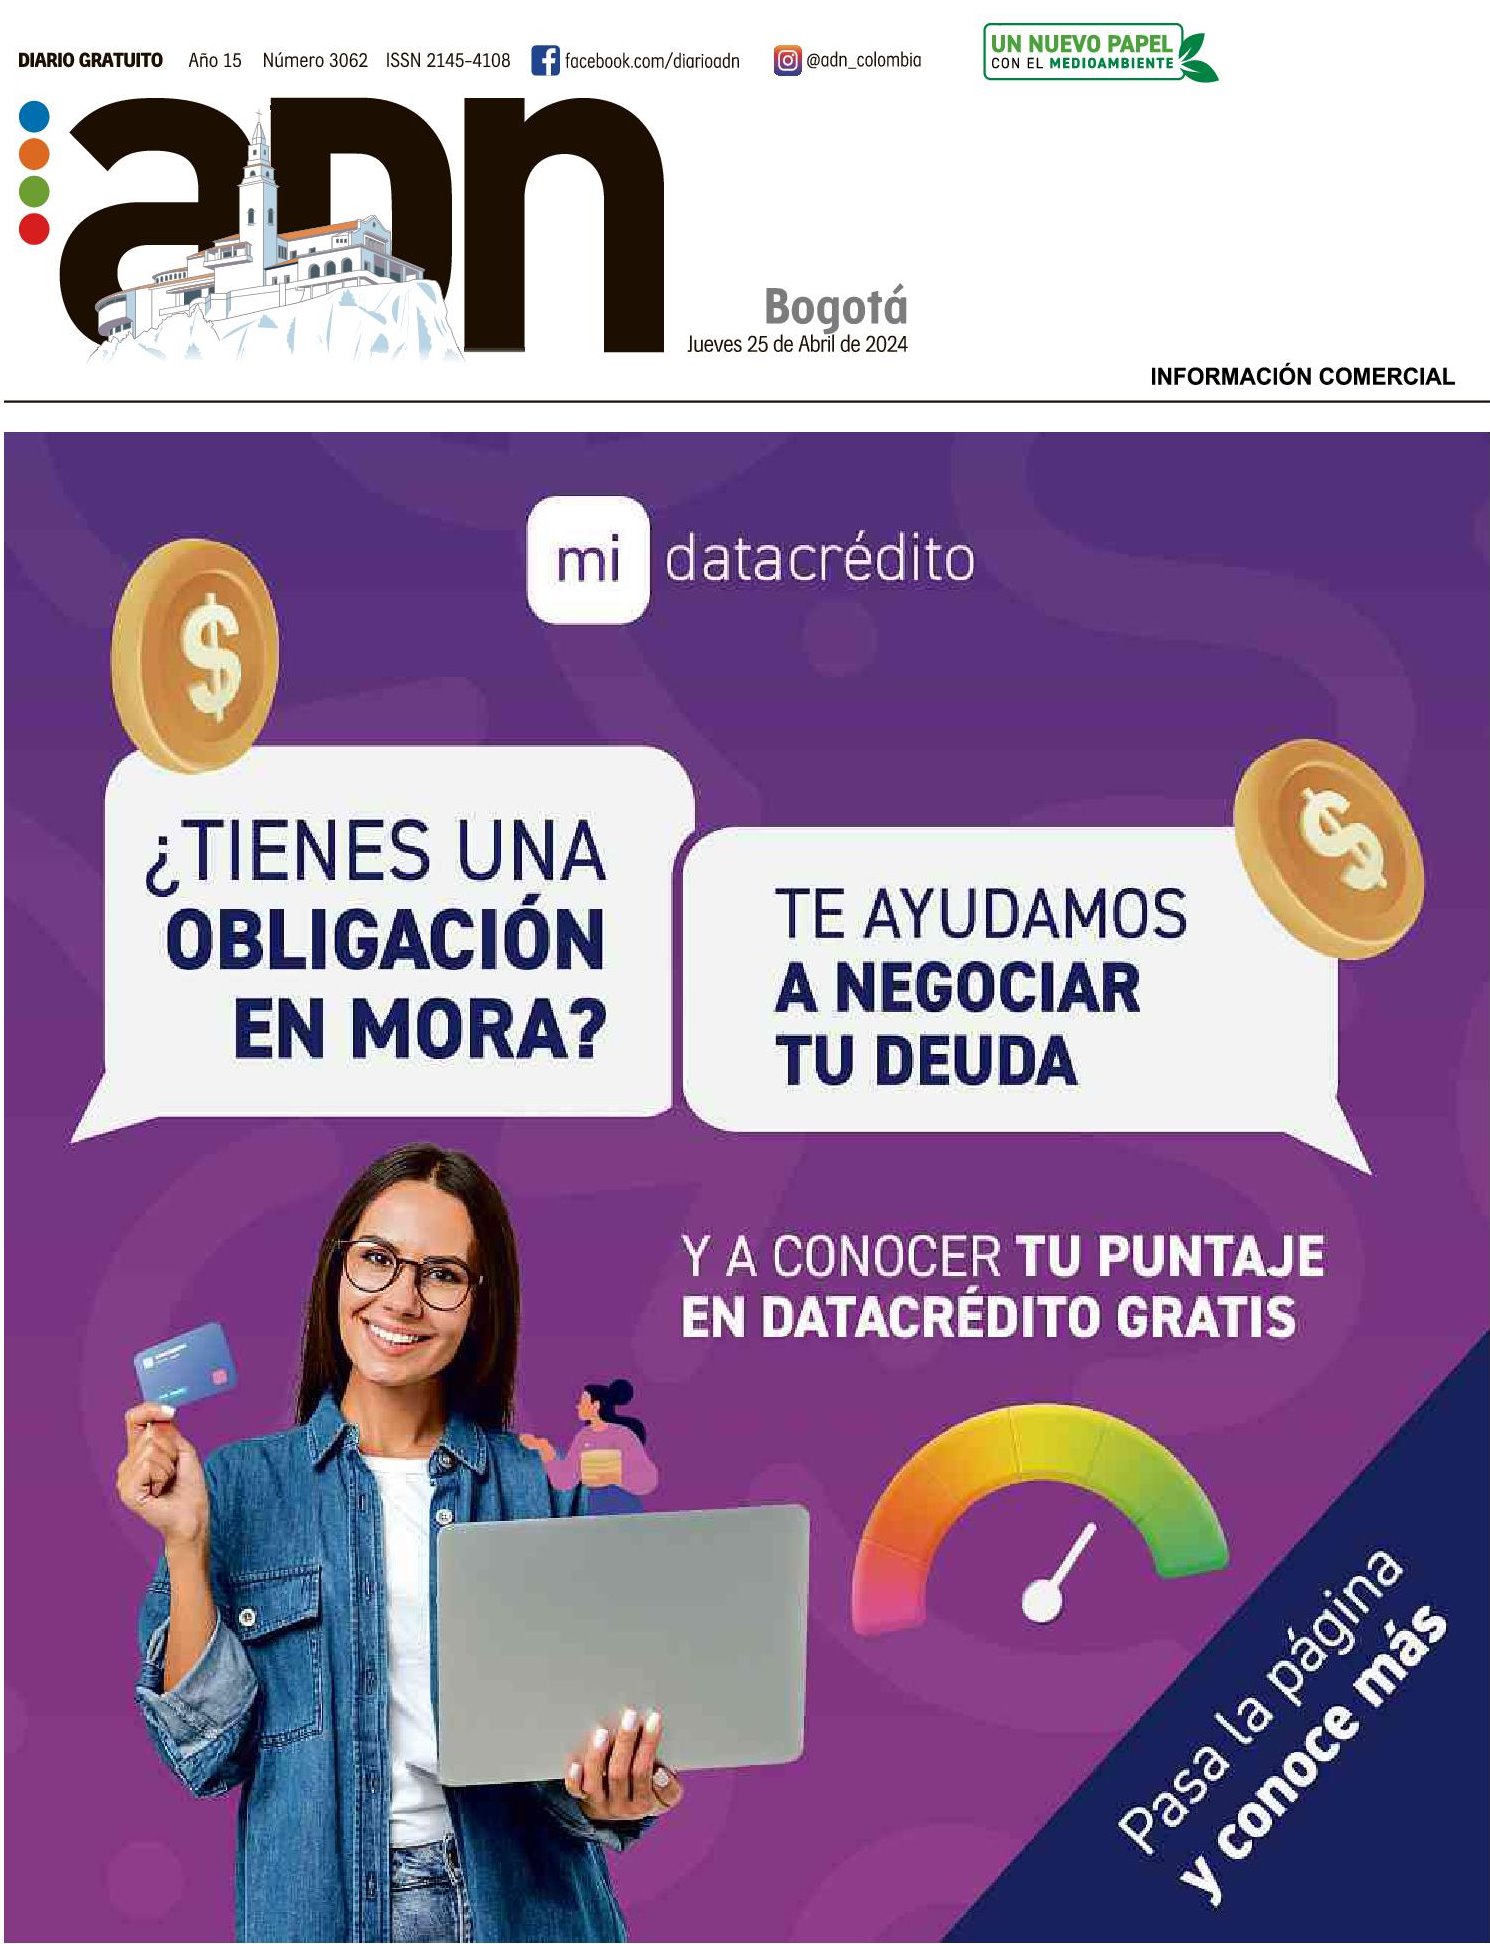 DIARIO GRATUITO Año 15 Número 3062 ISSN 2145-4108 facebook.com/diarioadn @adn_colombia
UN NUEVO PAPEL
CON EL MEDIOAMBIENTE
aDn
Bogotá
Jueves 25 de Abril de 2024
INFORMACIÓN COMERCIAL
mi datacrédito
¿TIENES UNA
OBLIGACIÓN
EN MORA?
TE AYUDAMOS
A NEGOCIAR
TU DEUDA
Y A CONOCER TU PUNTAJE
EN DATACRÉDITO GRATIS
Pasa la página
y conoce más